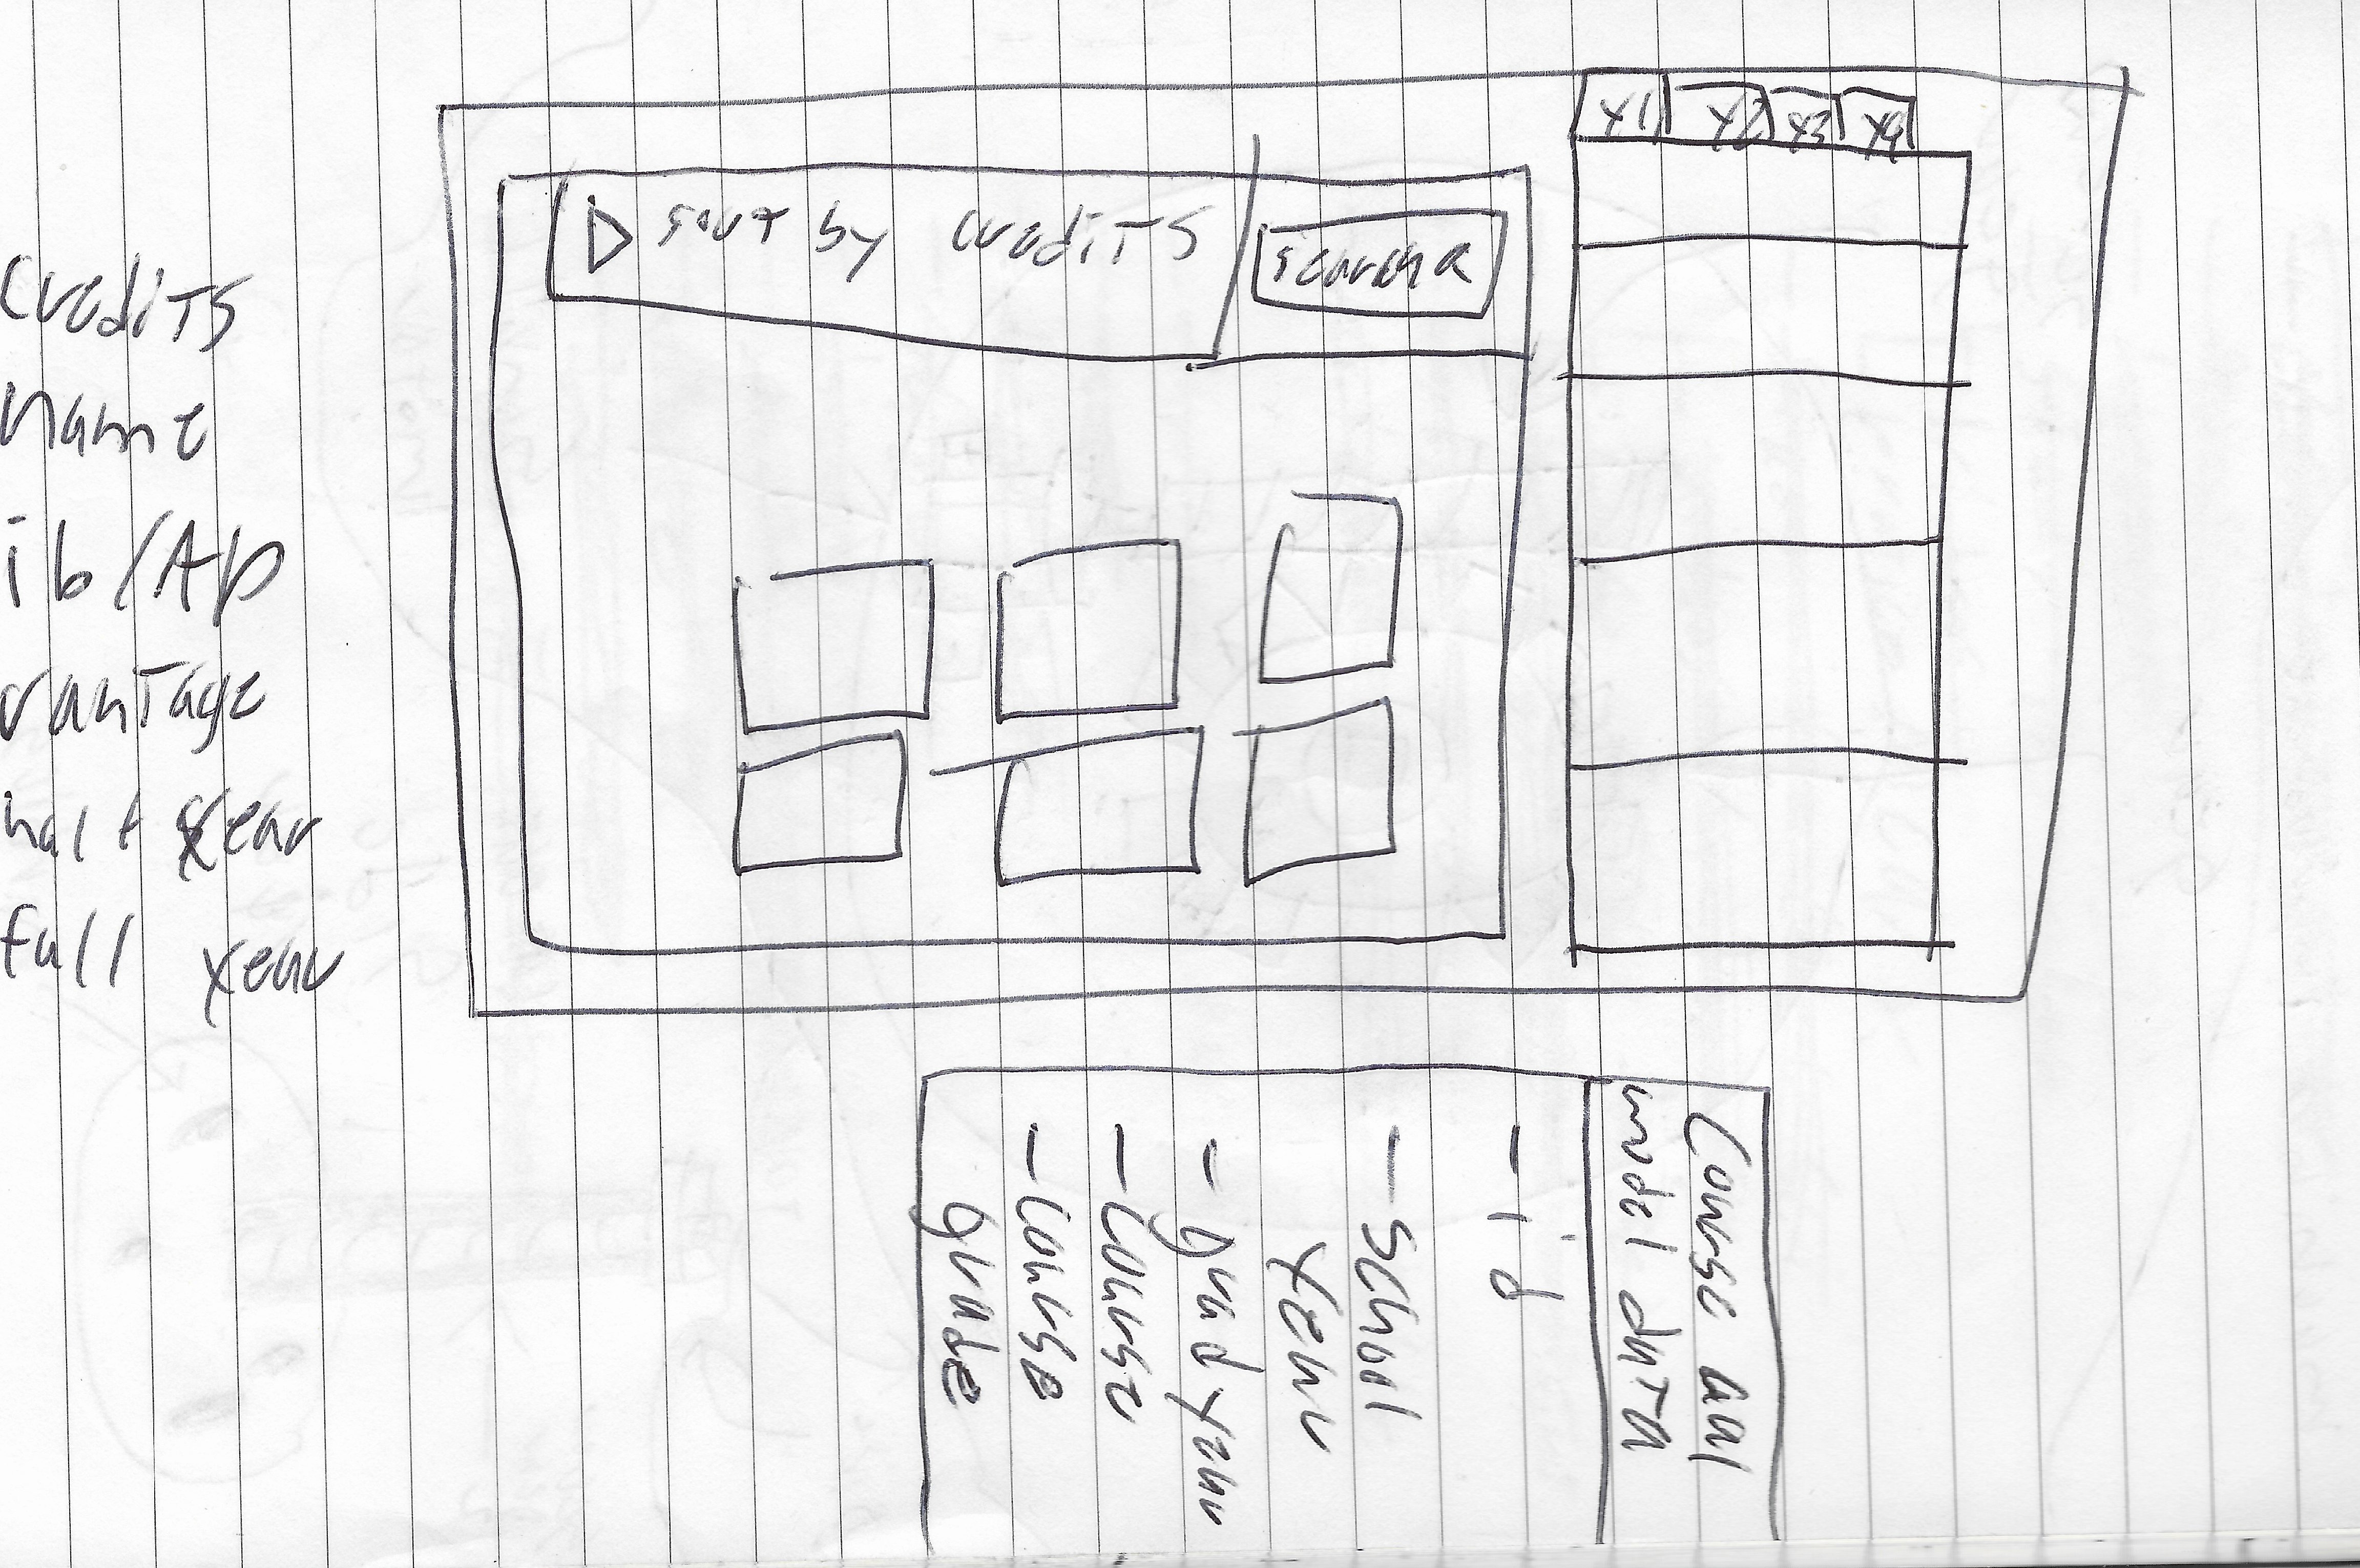 Y1 Y2 Y3 Y4
▷ sort by credits
search Q
credits
name
ib/Ap
vantage
half year
full year
Course
model data
- id
- School
Year
- grad year
- Course
- Course
grade